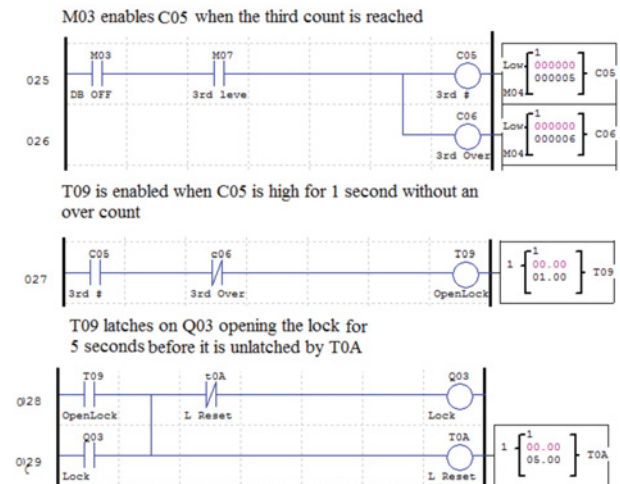 M03 enables C05 when the third count is reached
M03 M07 C05
1
Low 000000
025 000005 C05
DB OFF 3rd leve 3rd # M04
C06
1
Low 000000
026 000006 C06
3rd Over M04
T09 is enabled when C05 is high for 1 second without an
over count
C05 c06 T09
1
027 1 00.00 T09
01.00
3rd # 3rd Over OpenLock
T09 latches on Q03 opening the lock for
5 seconds before it is unlatched by T0A
T09 t0A Q03
028
OpenLock L Reset Lock
Q03 T0A
1
029 1 00.00 T0A
05.00
Lock L Reset